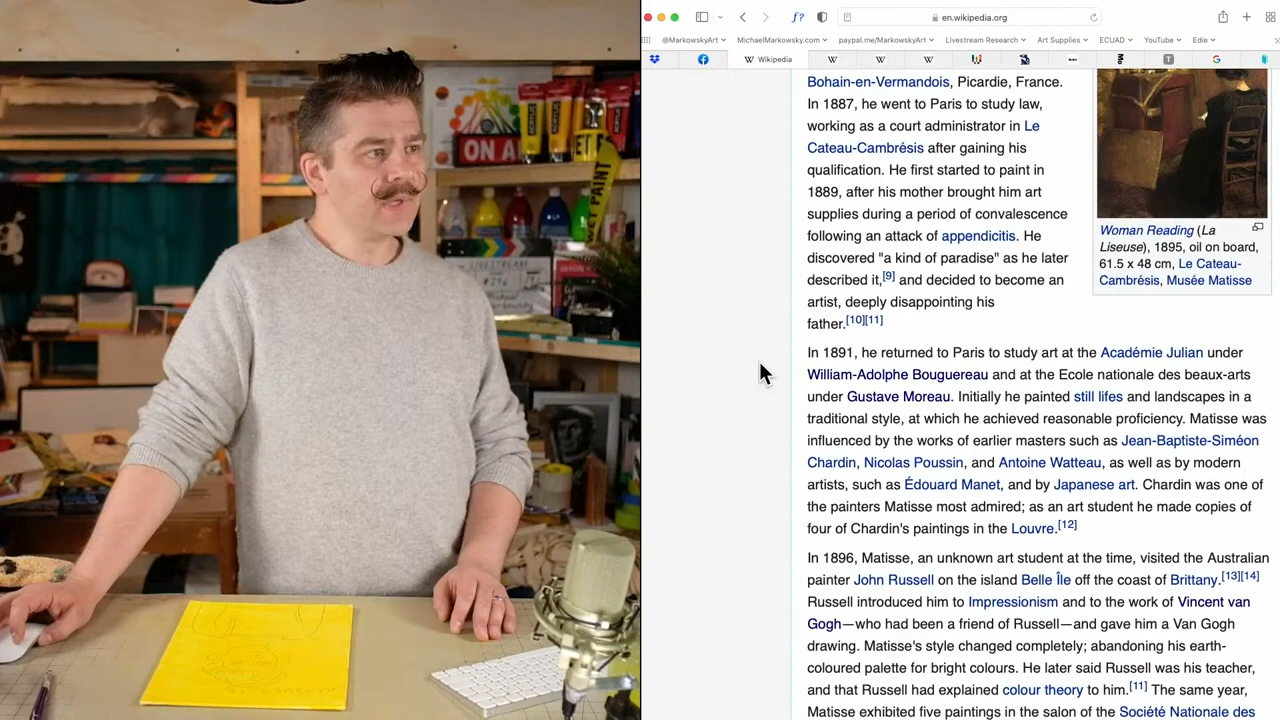 ON A
LIVESTREAM
en.wikipedia.org
@MarkowskyArt MichaelMarkowsky.com paypal.me/MarkowskyArt Livestream Research Art Supplies ECUAD YouTube Edie
Wikipedia
Bohain-en-Vermandois, Picardie, France.
In 1887, he went to Paris to study law,
working as a court administrator in Le
Cateau-Cambrésis after gaining his
qualification. He first started to paint in
1889, after his mother brought him art
supplies during a period of convalescence
following an attack of appendicitis. He
discovered "a kind of paradise" as he later
described it,[9] and decided to become an
artist, deeply disappointing his
father.[10][11]
Woman Reading (La
Liseuse), 1895, oil on board,
61.5 x 48 cm, Le Cateau-
Cambrésis, Musée Matisse
In 1891, he returned to Paris to study art at the Académie Julian under
William-Adolphe Bouguereau and at the Ecole nationale des beaux-arts
under Gustave Moreau. Initially he painted still lifes and landscapes in a
traditional style, at which he achieved reasonable proficiency. Matisse was
influenced by the works of earlier masters such as Jean-Baptiste-Siméon
Chardin, Nicolas Poussin, and Antoine Watteau, as well as by modern
artists, such as Édouard Manet, and by Japanese art. Chardin was one of
the painters Matisse most admired; as an art student he made copies of
four of Chardin's paintings in the Louvre.[12]
In 1896, Matisse, an unknown art student at the time, visited the Australian
painter John Russell on the island Belle Île off the coast of Brittany.[13][14]
Russell introduced him to Impressionism and to the work of Vincent van
Gogh—who had been a friend of Russell—and gave him a Van Gogh
drawing. Matisse's style changed completely; abandoning his earth-
coloured palette for bright colours. He later said Russell was his teacher,
and that Russell had explained colour theory to him.[11] The same year,
Matisse exhibited five paintings in the salon of the Société Nationale des